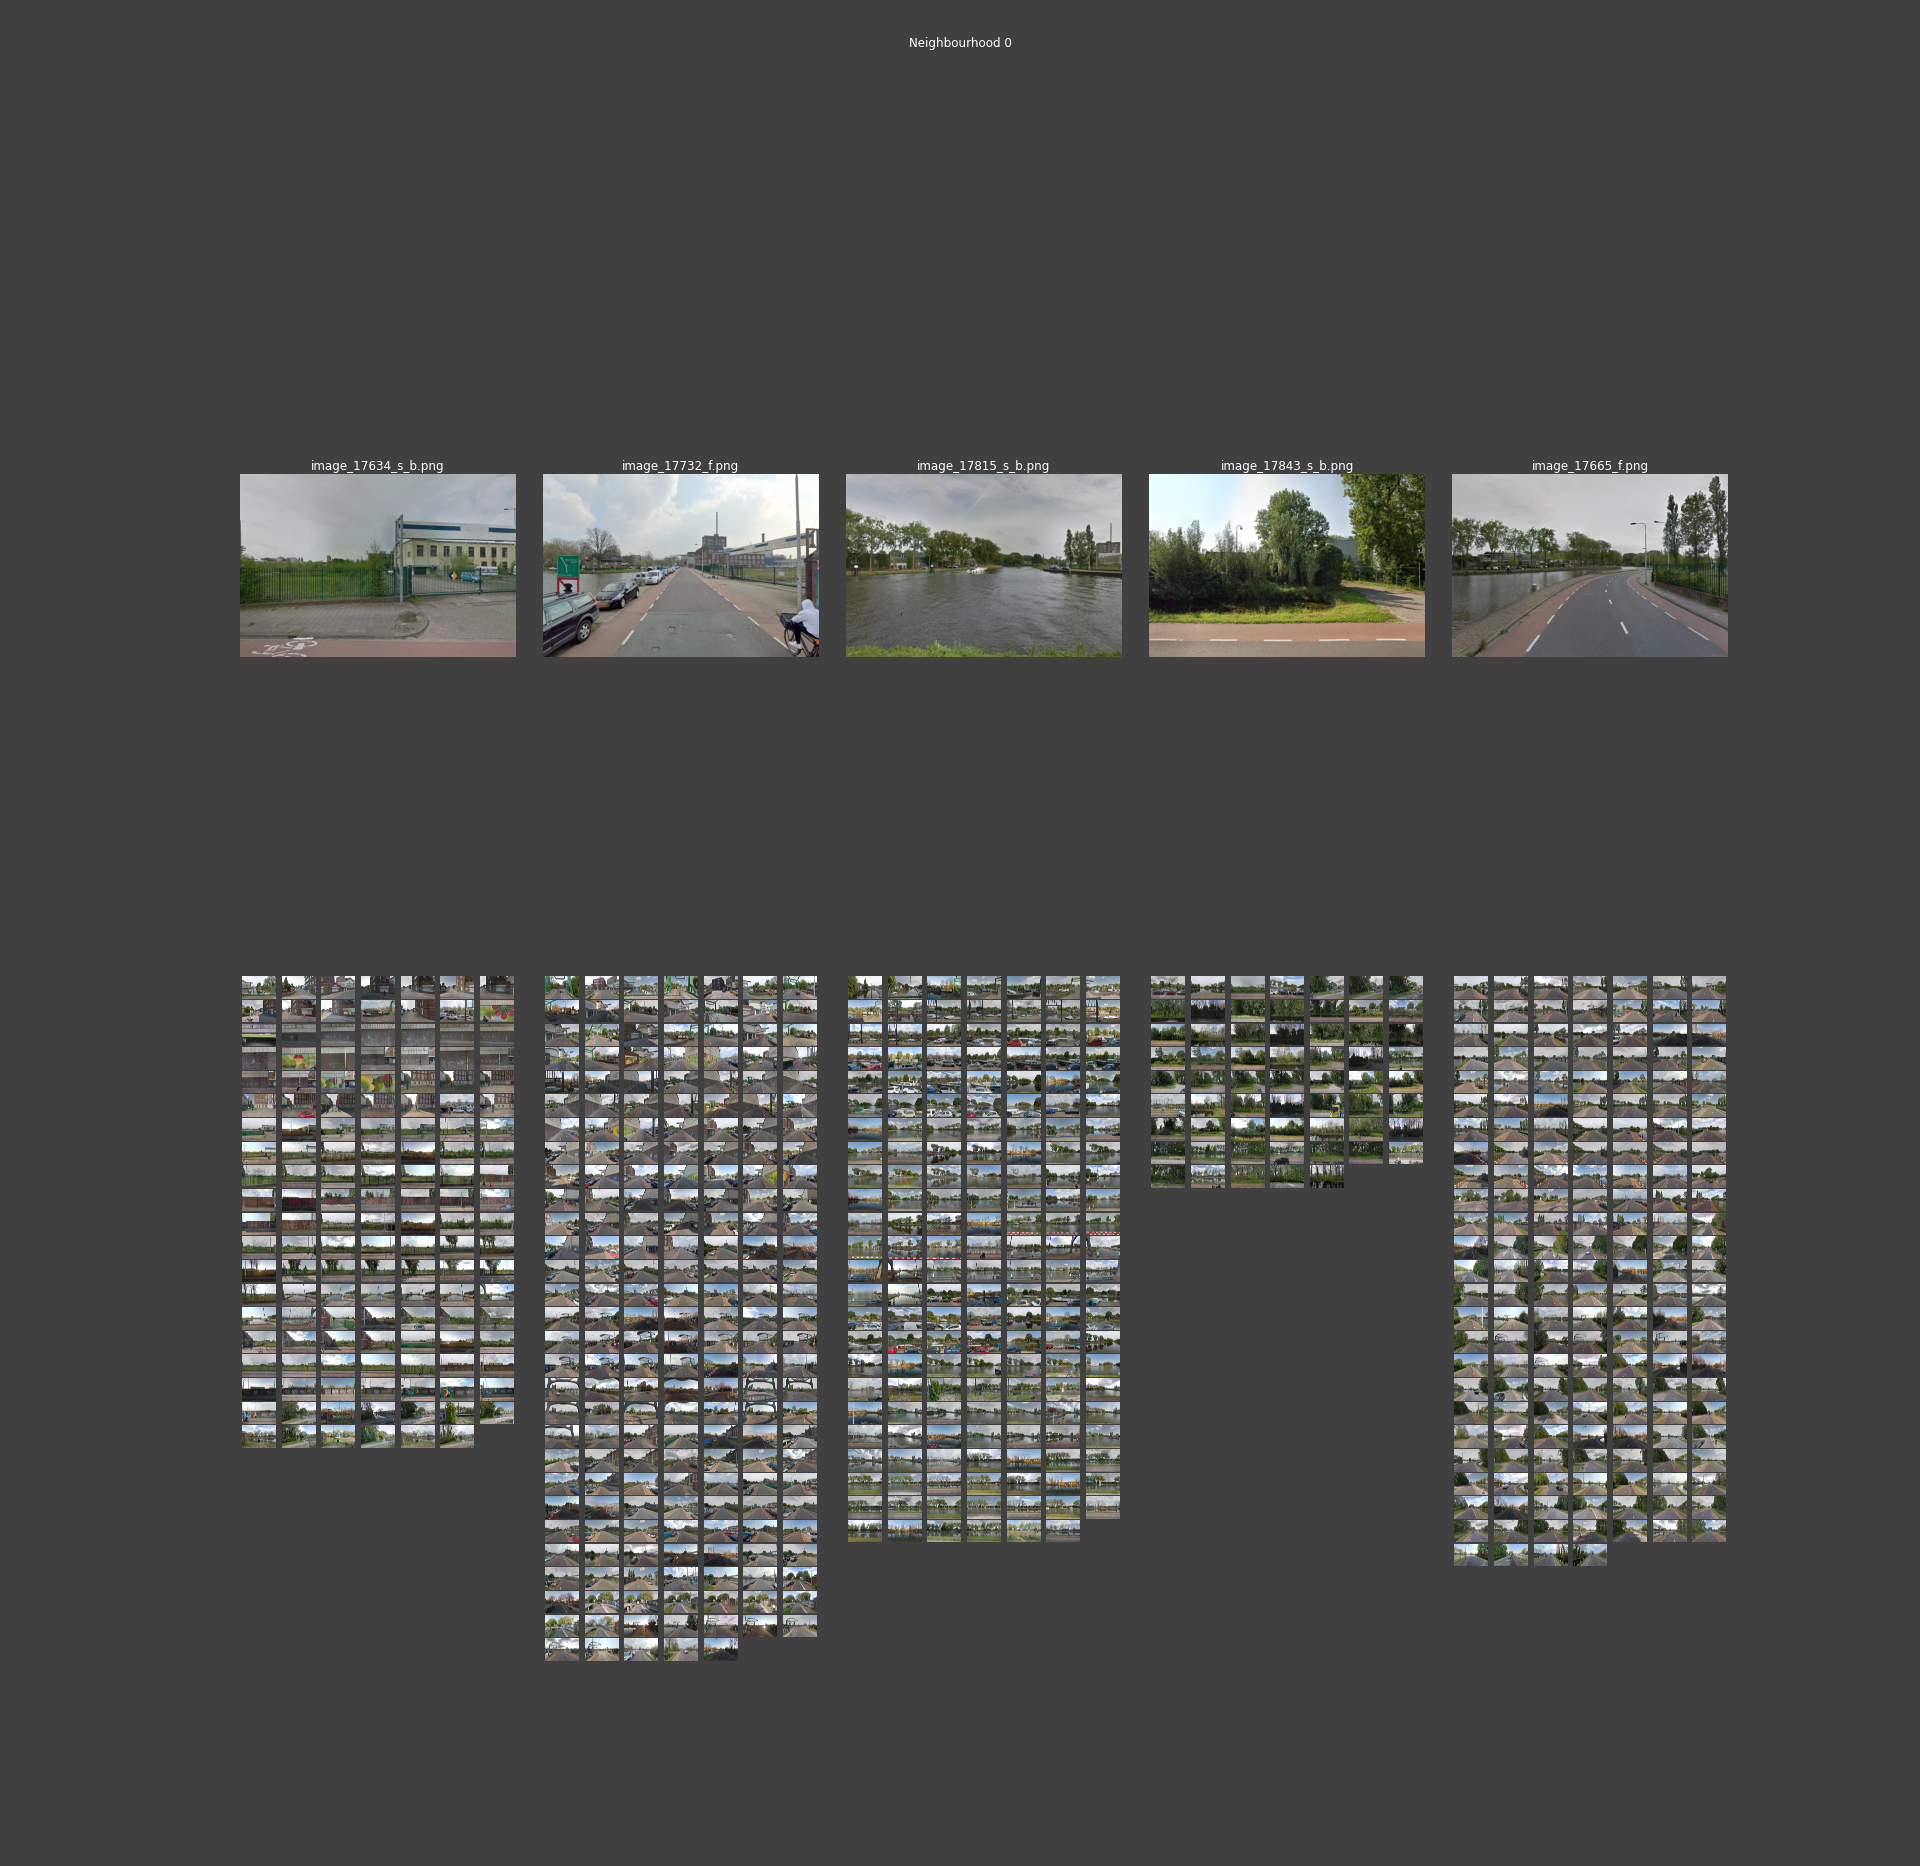 Neighbourhood 0
image_17634_s_b.png
image_17732_f.png
image_17815_s_b.png
image_17843_s_b.png
image_17665_f.png